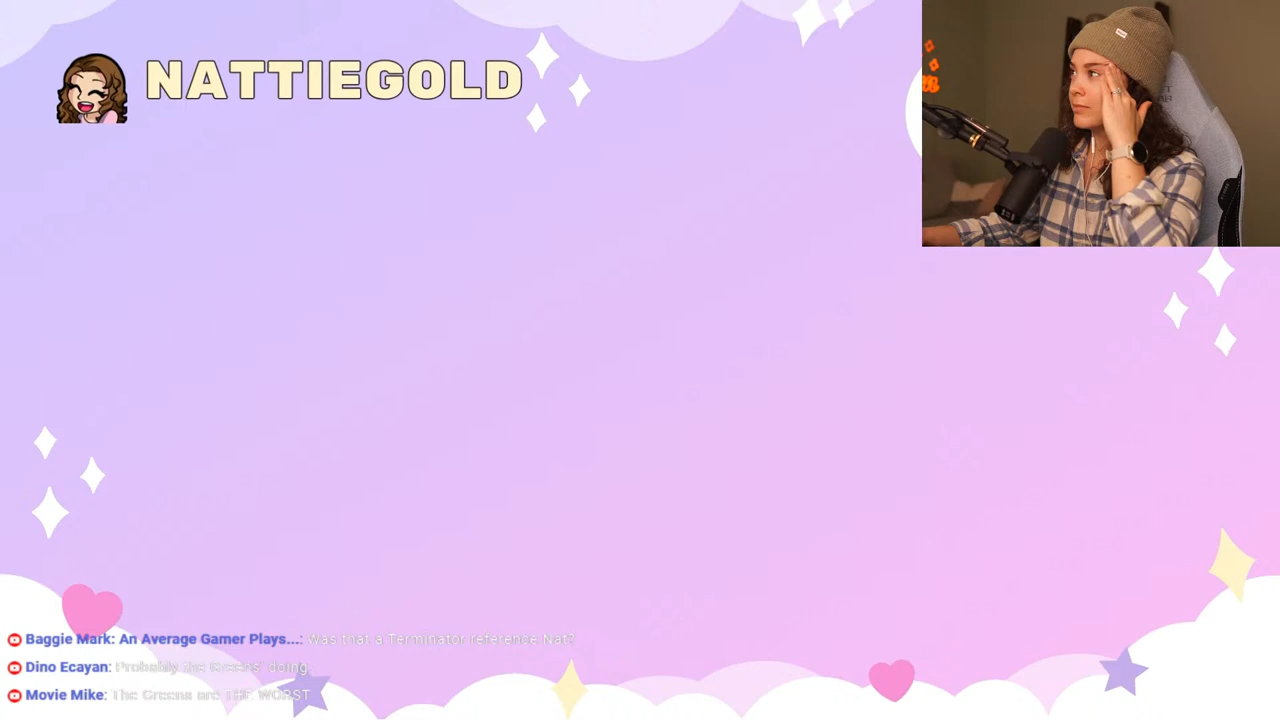 NATTIEGOLD
Baggie Mark: An Average Gamer Plays...: Was that a Terminator reference Nat?
Dino Ecayan: Probably the Greens' doing.
Movie Mike: The Greens are THE WORST